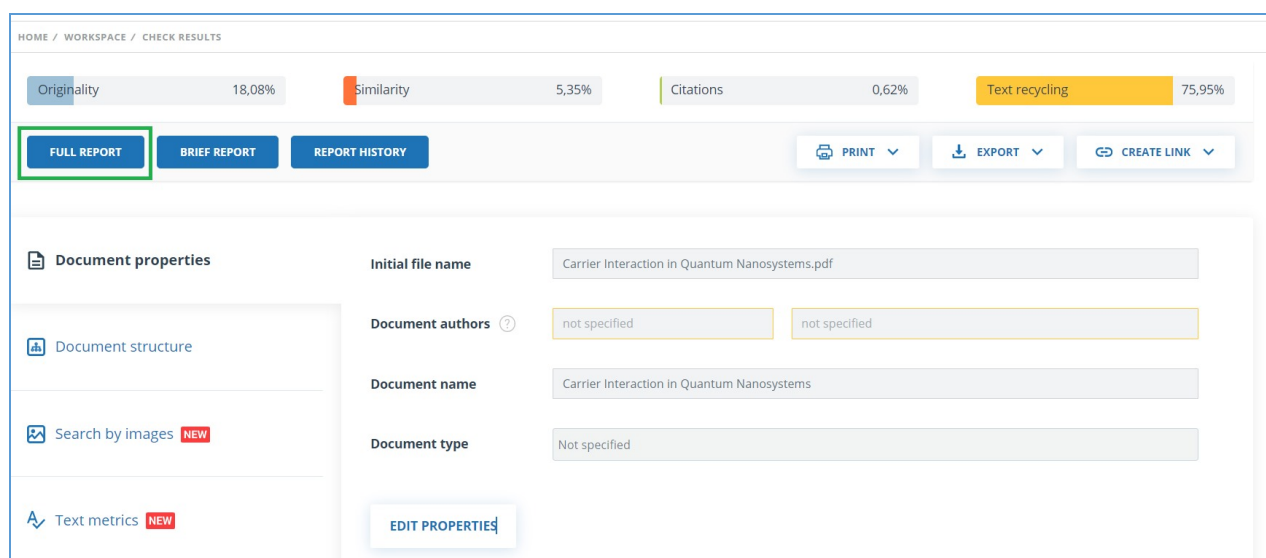 HOME / WORKSPACE / CHECK RESULTS
Originality 18,08% Similarity 5,35% Citations 0,62% Text recycling 75,95%
FULL REPORT BRIEF REPORT REPORT HISTORY PRINT EXPORT CREATE LINK
Document properties
Document structure
Search by images NEW
Text metrics NEW
Initial file name Carrier Interaction in Quantum Nanosystems.pdf
Document authors ? not specified not specified
Document name Carrier Interaction in Quantum Nanosystems
Document type Not specified
EDIT PROPERTIES